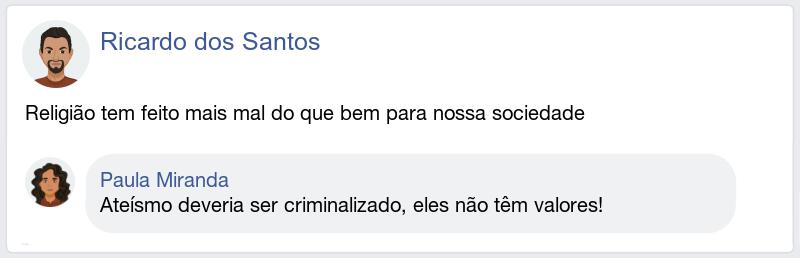 Ricardo dos Santos
Religião tem feito mais mal do que bem para nossa sociedade
Paula Miranda
Ateísmo deveria ser criminalizado, eles não têm valores!